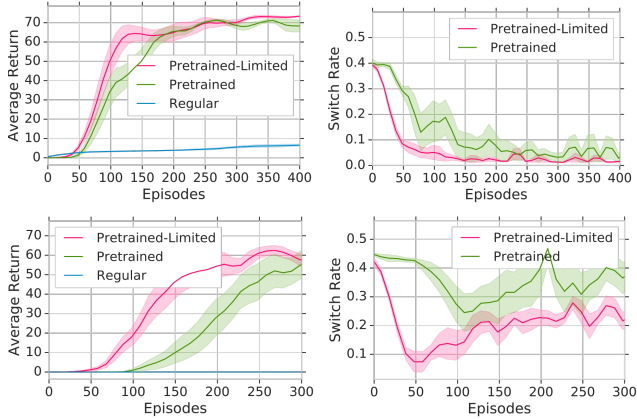 Average Return
70
60
50
40
30
20
10
0
Pretrained-Limited
Pretrained
Regular
0 50 100 150 200 250 300 350 400
Episodes
Switch Rate
0.5
0.4
0.3
0.2
0.1
0.0
Pretrained-Limited
Pretrained
0 50 100 150 200 250 300 350 400
Episodes
Average Return
70
60
50
40
30
20
10
0
Pretrained-Limited
Pretrained
Regular
0 50 100 150 200 250 300
Episodes
Switch Rate
0.5
0.4
0.3
0.2
0.1
Pretrained-Limited
Pretrained
0 50 100 150 200 250 300
Episodes